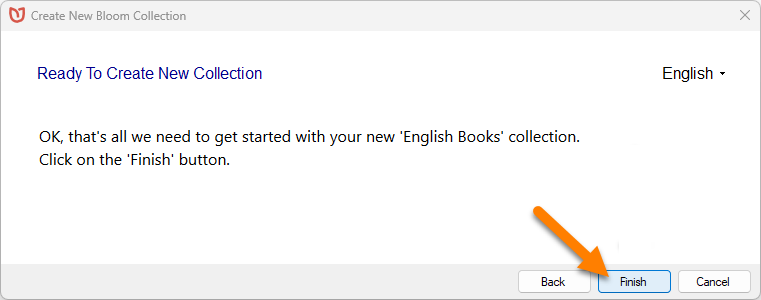 Create New Bloom Collection
Ready To Create New Collection
English
OK, that's all we need to get started with your new 'English Books' collection.
Click on the 'Finish' button.
Back
Finish
Cancel